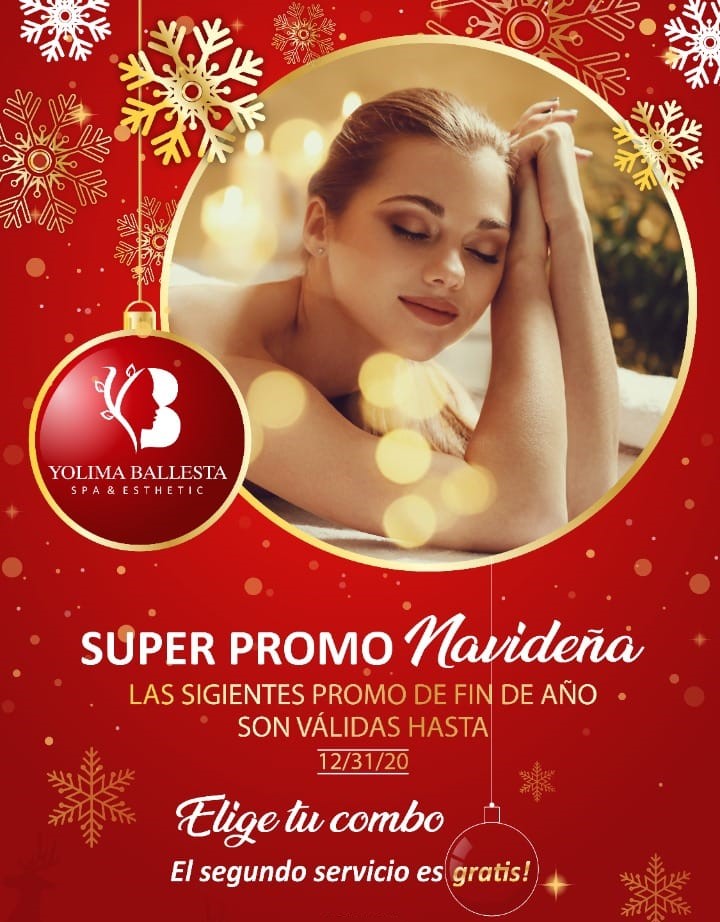 YOLIMA BALLESTA
SPA & ESTHETIC
SUPER PROMO Navideña
LAS SIGIENTES PROMO DE FIN DE AÑO
SON VÁLIDAS HASTA
12/31/20
Elige tu combo
El segundo servicio es gratis!